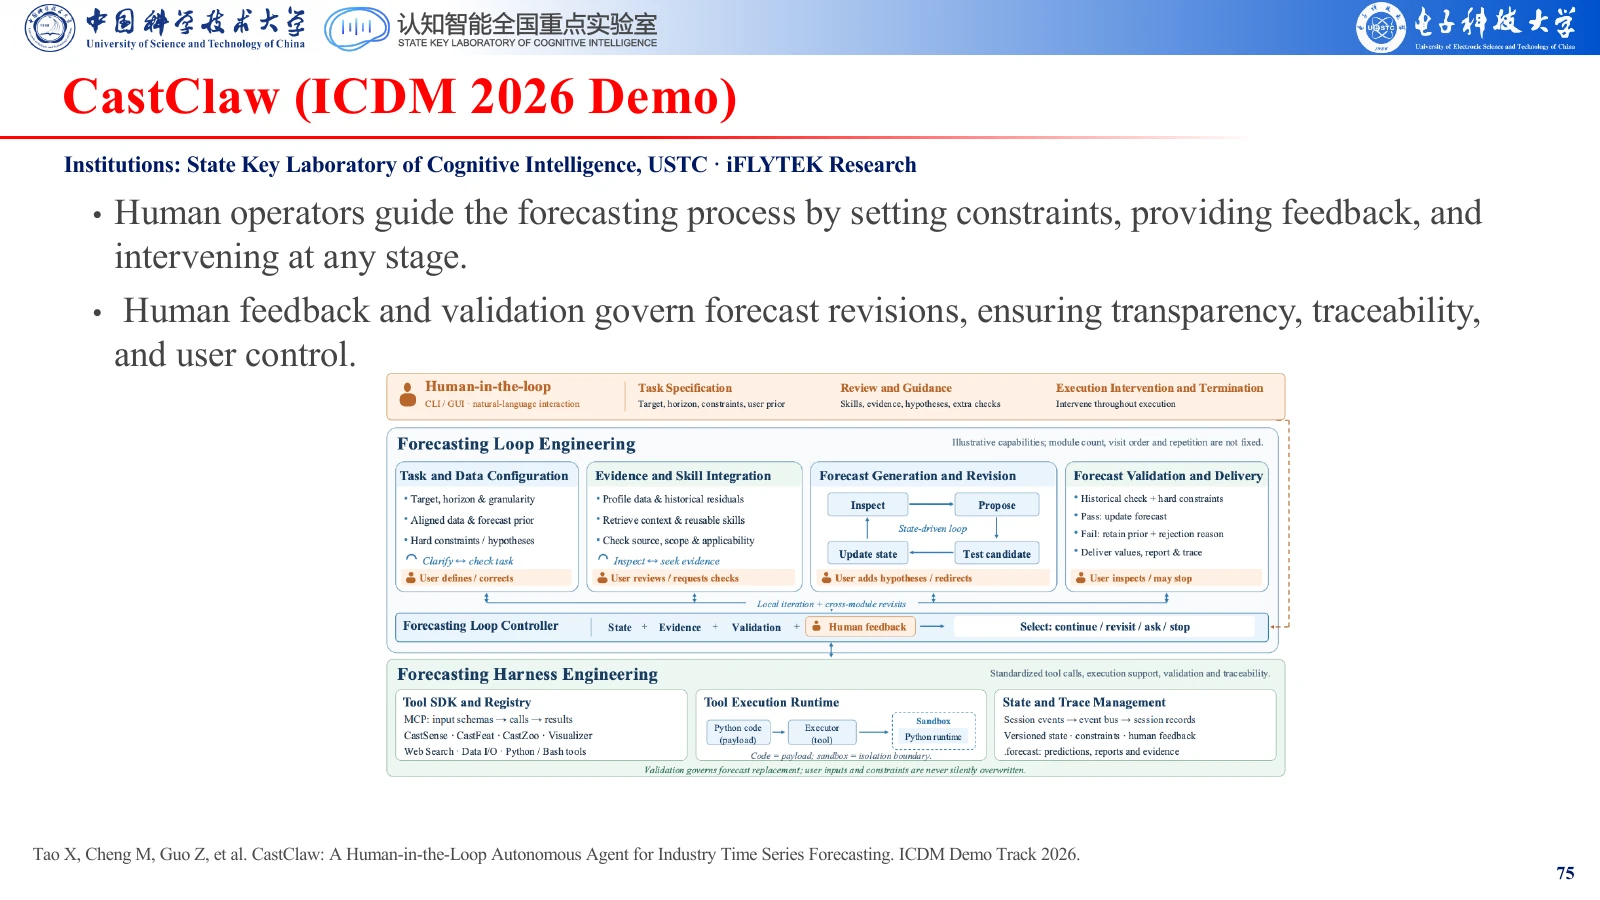 中国科学技术大学
University of Science and Technology of China
认知智能全国重点实验室
STATE KEY LABORATORY OF COGNITIVE INTELLIGENCE
电子科技大学
University of Electronic Science and Technology of China
CastClaw (ICDM 2026 Demo)
Institutions: State Key Laboratory of Cognitive Intelligence, USTC · iFLYTEK Research
• Human operators guide the forecasting process by setting constraints, providing feedback, and
intervening at any stage.
• Human feedback and validation govern forecast revisions, ensuring transparency, traceability,
and user control.
Human-in-the-loop
CLI / GUI · natural-language interaction
Task Specification
Target, horizon, constraints, user prior
Review and Guidance
Skills, evidence, hypotheses, extra checks
Execution Intervention and Termination
Intervene throughout execution
Forecasting Loop Engineering
Illustrative capabilities; module count, visit order and repetition are not fixed.
Task and Data Configuration
• Target, horizon & granularity
• Aligned data & forecast prior
• Hard constraints / hypotheses
Clarify ↔ check task
User defines / corrects
Evidence and Skill Integration
• Profile data & historical residuals
• Retrieve context & reusable skills
• Check source, scope & applicability
Inspect ↔ seek evidence
User reviews / requests checks
Forecast Generation and Revision
Inspect
Propose
State-driven loop
Update state
Test candidate
User adds hypotheses / redirects
Forecast Validation and Delivery
• Historical check + hard constraints
• Pass: update forecast
• Fail: retain prior + rejection reason
• Deliver values, report & trace
User inspects / may stop
Local iteration + cross-module revisits
Forecasting Loop Controller
State + Evidence + Validation + Human feedback
Select: continue / revisit / ask / stop
Forecasting Harness Engineering
Standardized tool calls, execution support, validation and traceability.
Tool SDK and Registry
MCP: input schemas → calls → results
CastSense · CastFeat · CastZoo · Visualizer
Web Search · Data I/O · Python / Bash tools
Tool Execution Runtime
Python code
(payload)
Executor
(tool)
Sandbox
Python runtime
Code = payload; sandbox = isolation boundary.
State and Trace Management
Session events → event bus → session records
Versioned state · constraints · human feedback
.forecast: predictions, reports and evidence
Validation governs forecast replacement; user inputs and constraints are never silently overwritten.
Tao X, Cheng M, Guo Z, et al. CastClaw: A Human-in-the-Loop Autonomous Agent for Industry Time Series Forecasting. ICDM Demo Track 2026.
75